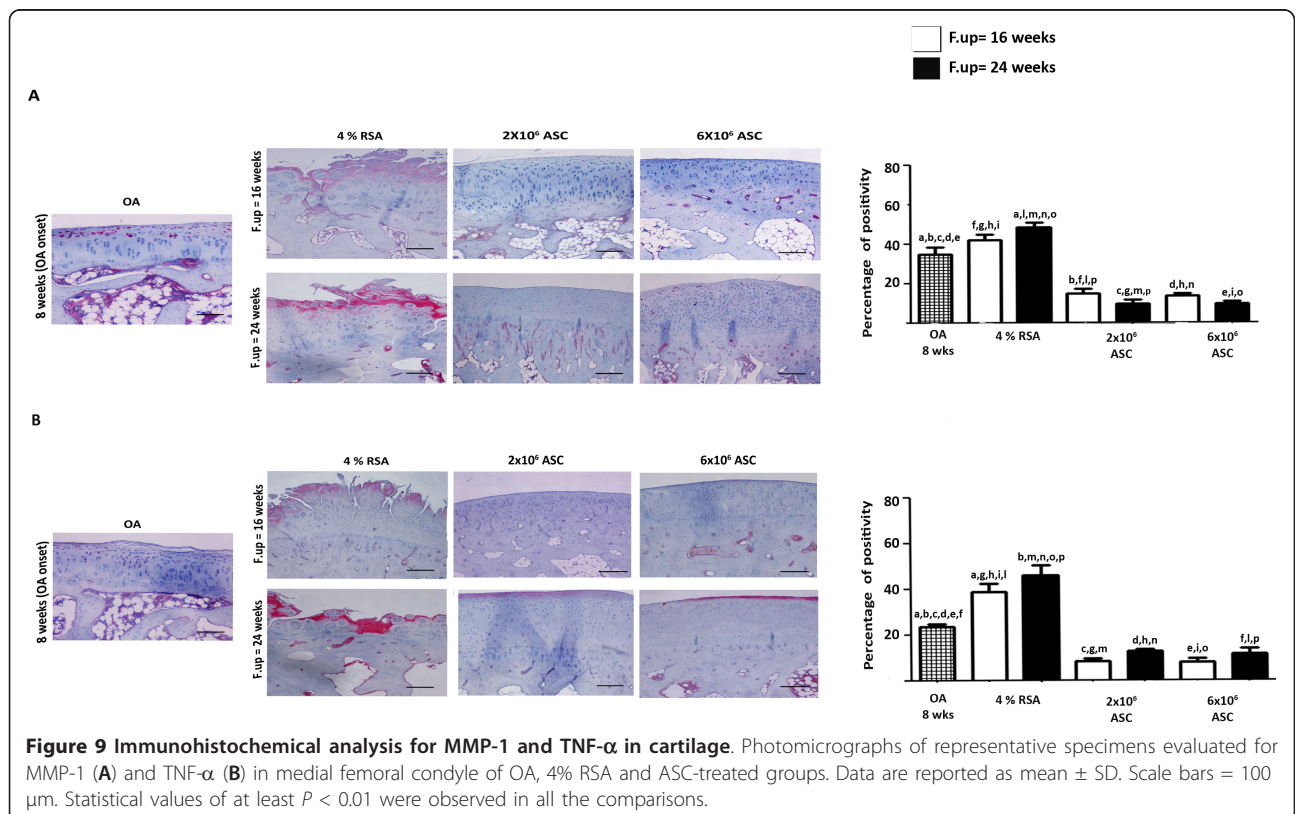 F.up= 16 weeks
F.up= 24 weeks
A
4 % RSA
2X10⁶ ASC
6X10⁶ ASC
OA
8 weeks (OA onset)
F.up = 16 weeks
F.up = 24 weeks
Percentage of positivity
80
60
40
20
a,b,c,d,e
f,g,h,i
a,l,m,n,o
b,f,l,p
c,g,m,p
d,h,n
e,i,o
OA
8 wks
4 % RSA
2x10⁶
ASC
6x10⁶
ASC
B
4 % RSA
2x10⁶ ASC
6x10⁶ ASC
OA
8 weeks (OA onset)
F.up = 16 weeks
F.up = 24 weeks
Percentage of positivity
80
60
40
20
a,b,c,d,e,f
a,g,h,i,l
b,m,n,o,p
c,g,m
d,h,n
e,i,o
f,l,p
OA
8 wks
4 % RSA
2x10⁶
ASC
6x10⁶
ASC
Figure 9 Immunohistochemical analysis for MMP-1 and TNF-α in cartilage. Photomicrographs of representative specimens evaluated for
MMP-1 (A) and TNF-α (B) in medial femoral condyle of OA, 4% RSA and ASC-treated groups. Data are reported as mean ± SD. Scale bars = 100
μm. Statistical values of at least P < 0.01 were observed in all the comparisons.